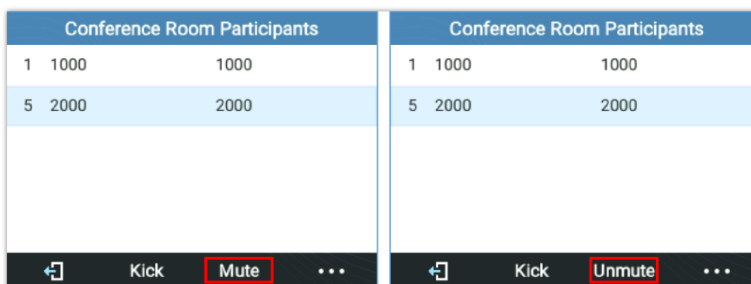 Conference Room Participants
1 1000 1000
5 2000 2000
Kick Mute •••
Conference Room Participants
1 1000 1000
5 2000 2000
Kick Unmute •••